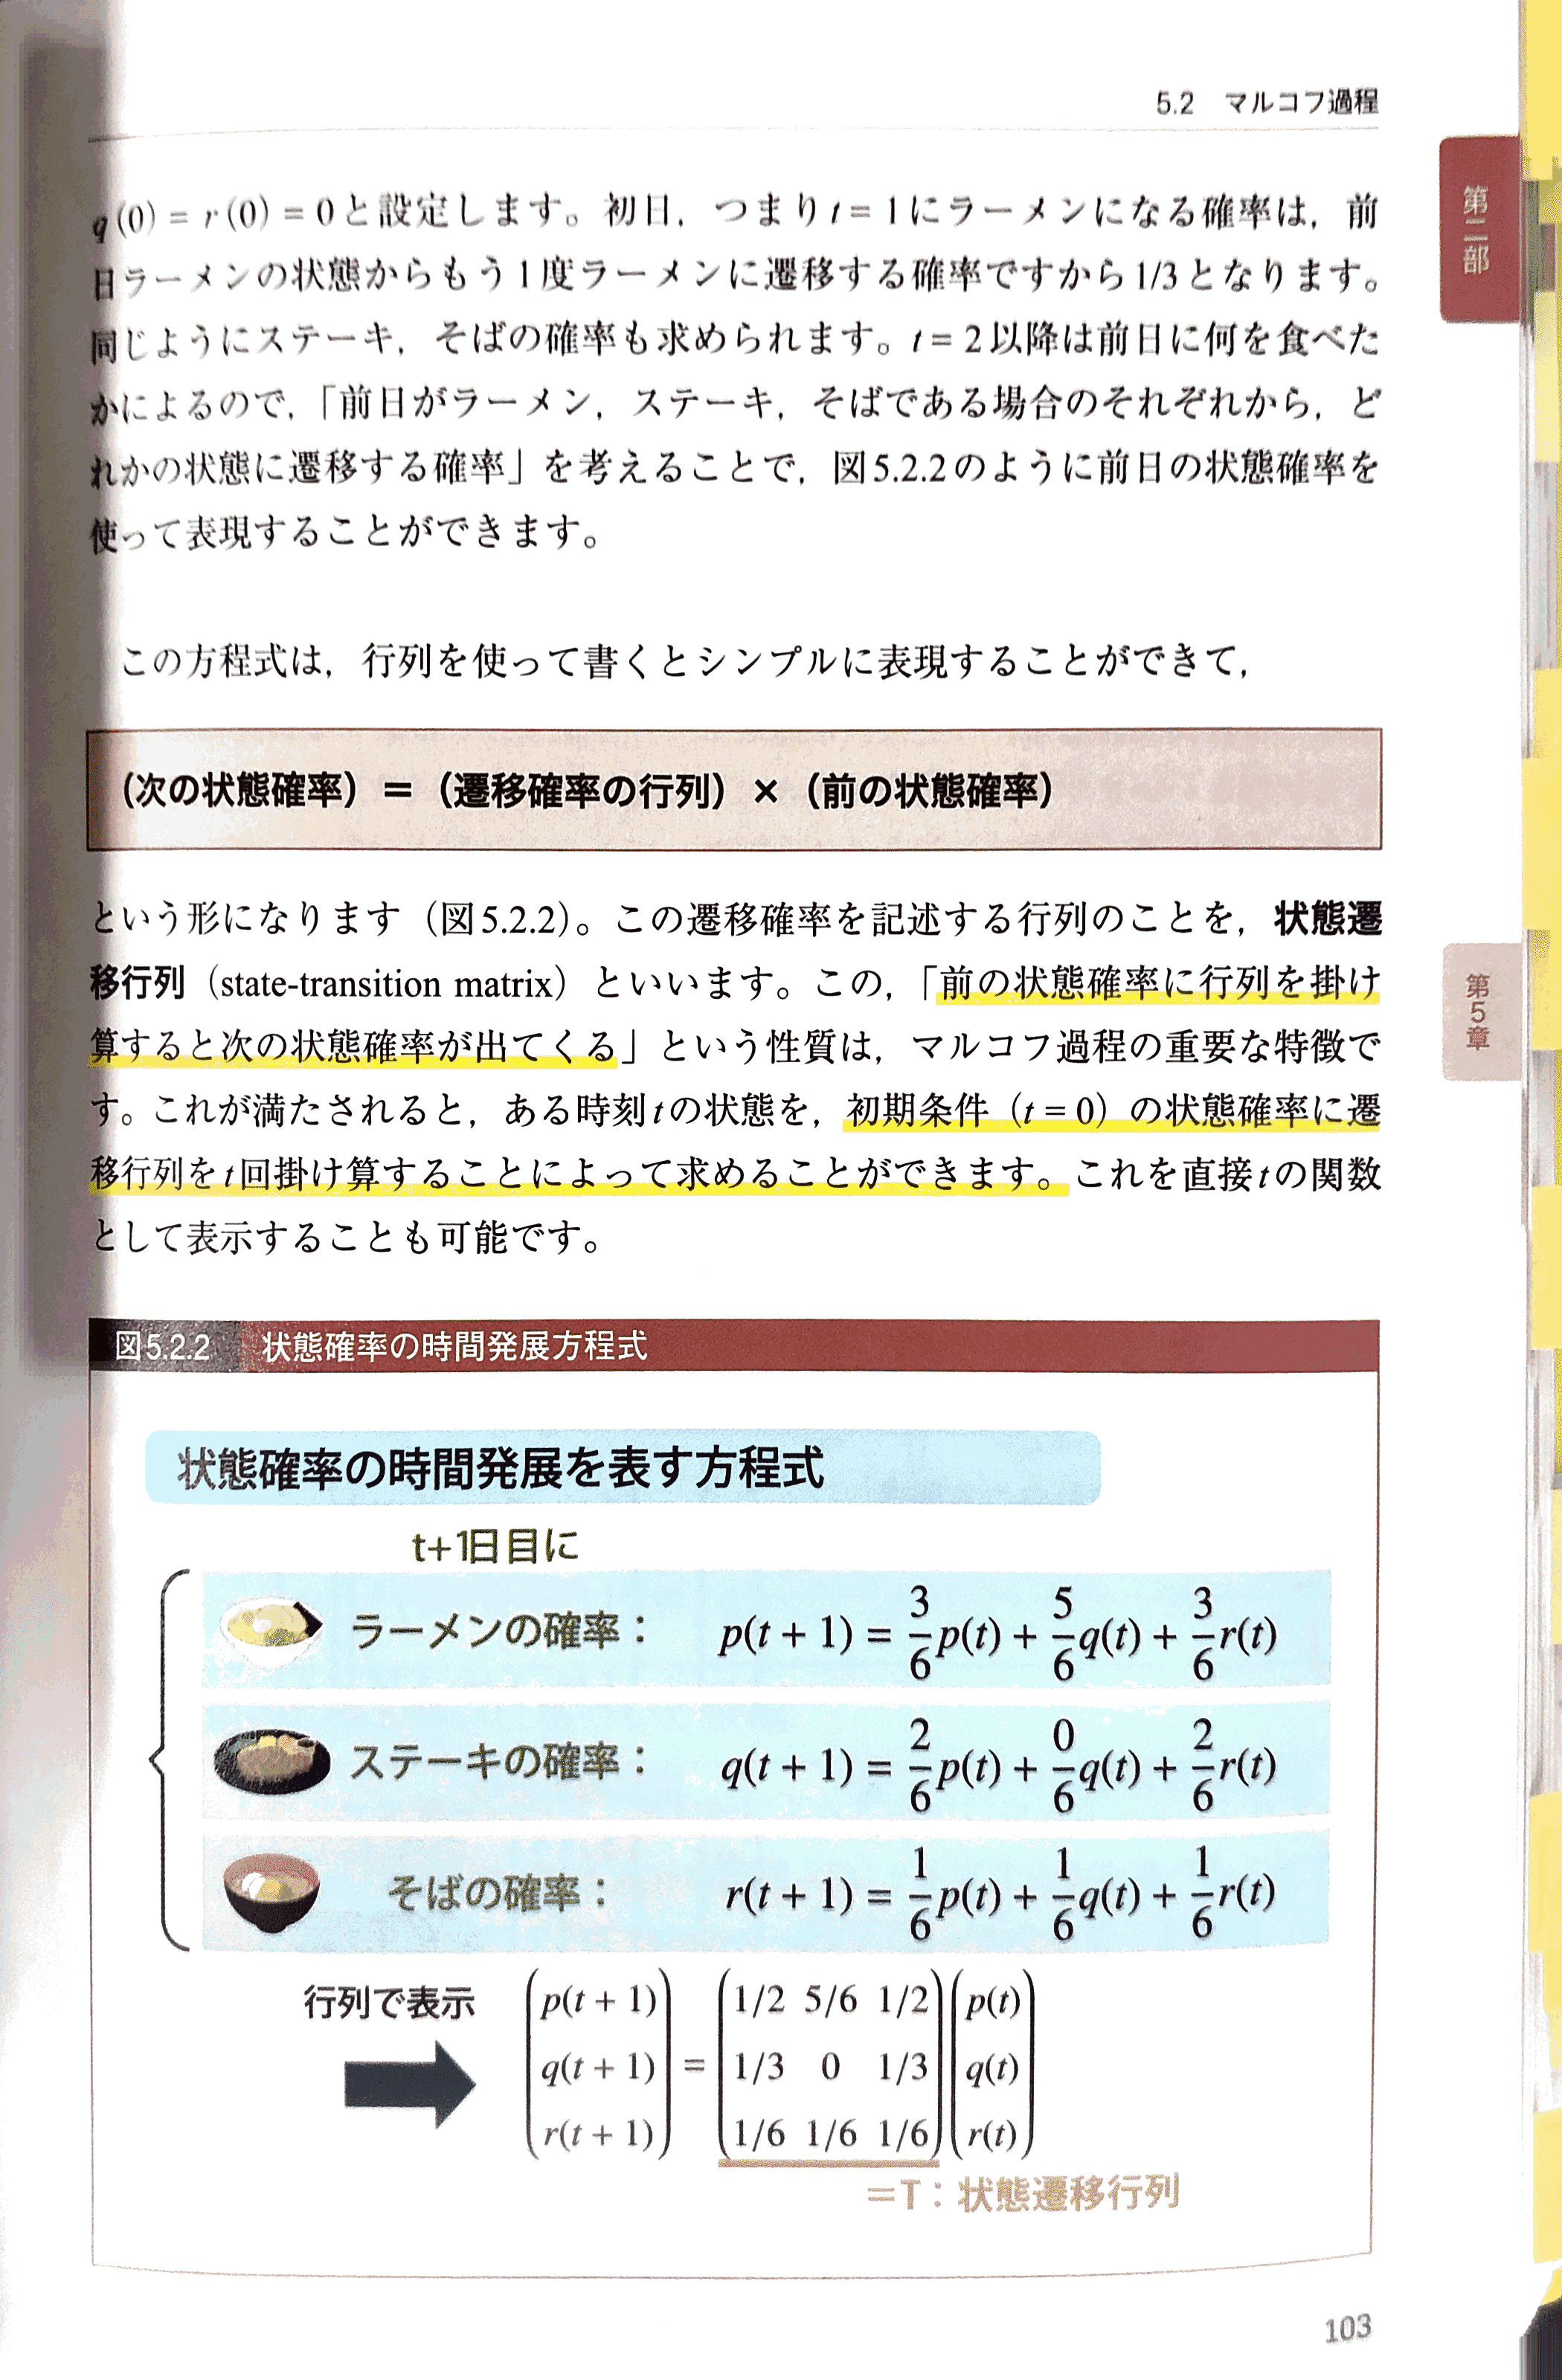 5.2 マルコフ過程
q(0) = r(0) = 0と設定します。初日，つまりt = 1にラーメンになる確率は，前
日ラーメンの状態からもう1度ラーメンに遷移する確率ですから1/3となります。
同じようにステーキ，そばの確率も求められます。t = 2以降は前日に何を食べた
かによるので，「前日がラーメン，ステーキ，そばである場合のそれぞれから，ど
れかの状態に遷移する確率」を考えることで，図5.2.2のように前日の状態確率を
使って表現することができます。
この方程式は，行列を使って書くとシンプルに表現することができて，
（次の状態確率）＝（遷移確率の行列）×（前の状態確率）
という形になります（図5.2.2）。この遷移確率を記述する行列のことを，状態遷
移行列（state-transition matrix）といいます。この，「前の状態確率に行列を掛け
算すると次の状態確率が出てくる」という性質は，マルコフ過程の重要な特徴で
す。これが満たされると，ある時刻tの状態を，初期条件（t = 0）の状態確率に遷
移行列をt回掛け算することによって求めることができます。これを直接tの関数
として表示することも可能です。
図5.2.2 状態確率の時間発展方程式
状態確率の時間発展を表す方程式
t+1日目に
ラーメンの確率： p(t + 1) = 3/6 p(t) + 5/6 q(t) + 3/6 r(t)
ステーキの確率： q(t + 1) = 2/6 p(t) + 0/6 q(t) + 2/6 r(t)
そばの確率： r(t + 1) = 1/6 p(t) + 1/6 q(t) + 1/6 r(t)
行列で表示 p(t + 1) 1/2 5/6 1/2 p(t)
q(t + 1) = 1/3 0 1/3 q(t)
r(t + 1) 1/6 1/6 1/6 r(t)
＝T：状態遷移行列
103
第二部
第5章